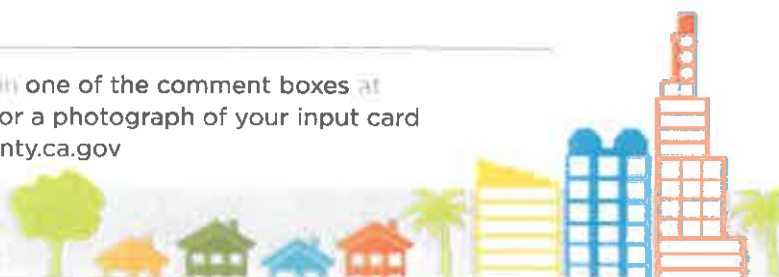 in one of the comment boxes at
or a photograph of your input card
nty.ca.gov